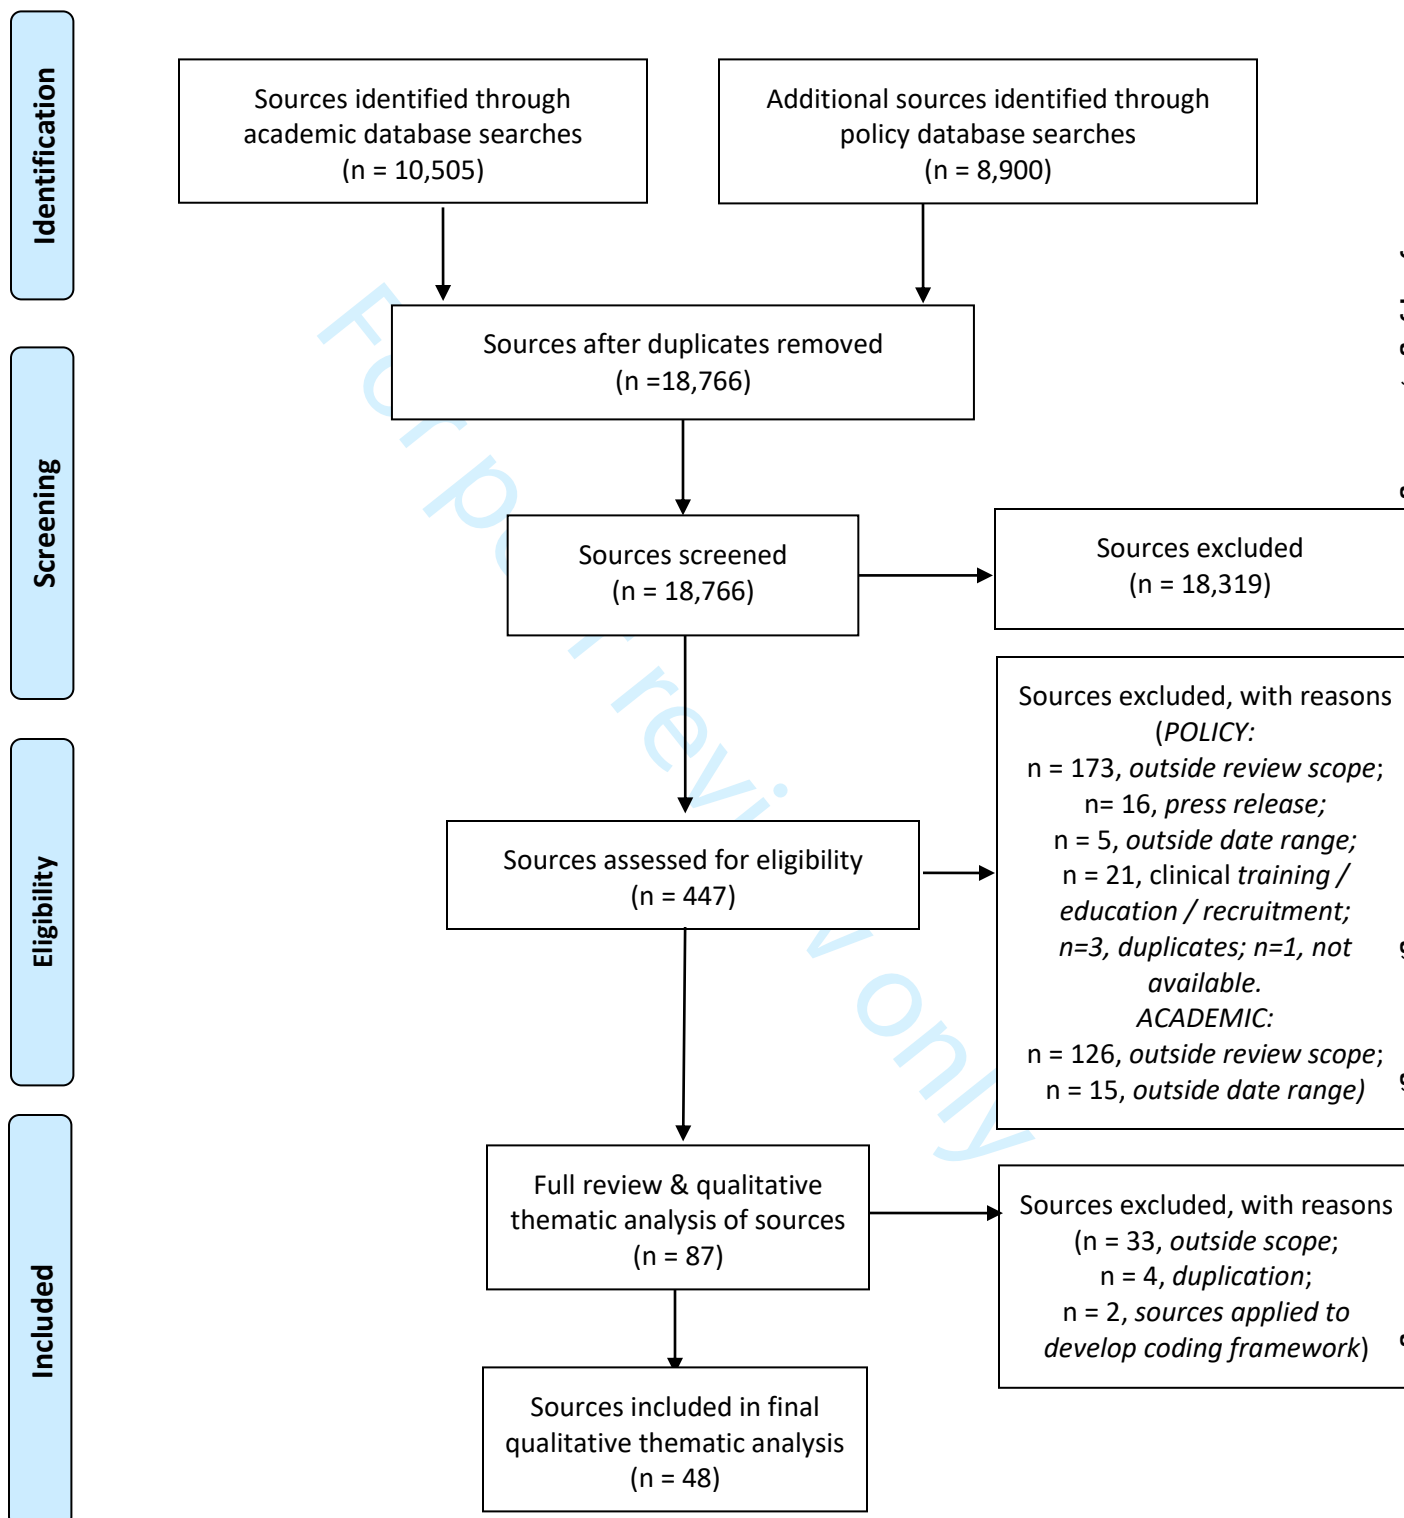 Identification
Sources identified through
academic database searches
(n = 10,505)
Additional sources identified through
policy database searches
(n = 8,900)
Sources after duplicates removed
(n =18,766)
Screening
Sources screened
(n = 18,766)
Sources excluded
(n = 18,319)
Eligibility
Sources assessed for eligibility
(n = 447)
Sources excluded, with reasons
(POLICY:
n = 173, outside review scope;
n= 16, press release;
n = 5, outside date range;
n = 21, clinical training /
education / recruitment;
n=3, duplicates; n=1, not
available.
ACADEMIC:
n = 126, outside review scope;
n = 15, outside date range)
Included
Full review & qualitative
thematic analysis of sources
(n = 87)
Sources excluded, with reasons
(n = 33, outside scope;
n = 4, duplication;
n = 2, sources applied to
develop coding framework)
Sources included in final
qualitative thematic analysis
(n = 48)
For peer review only